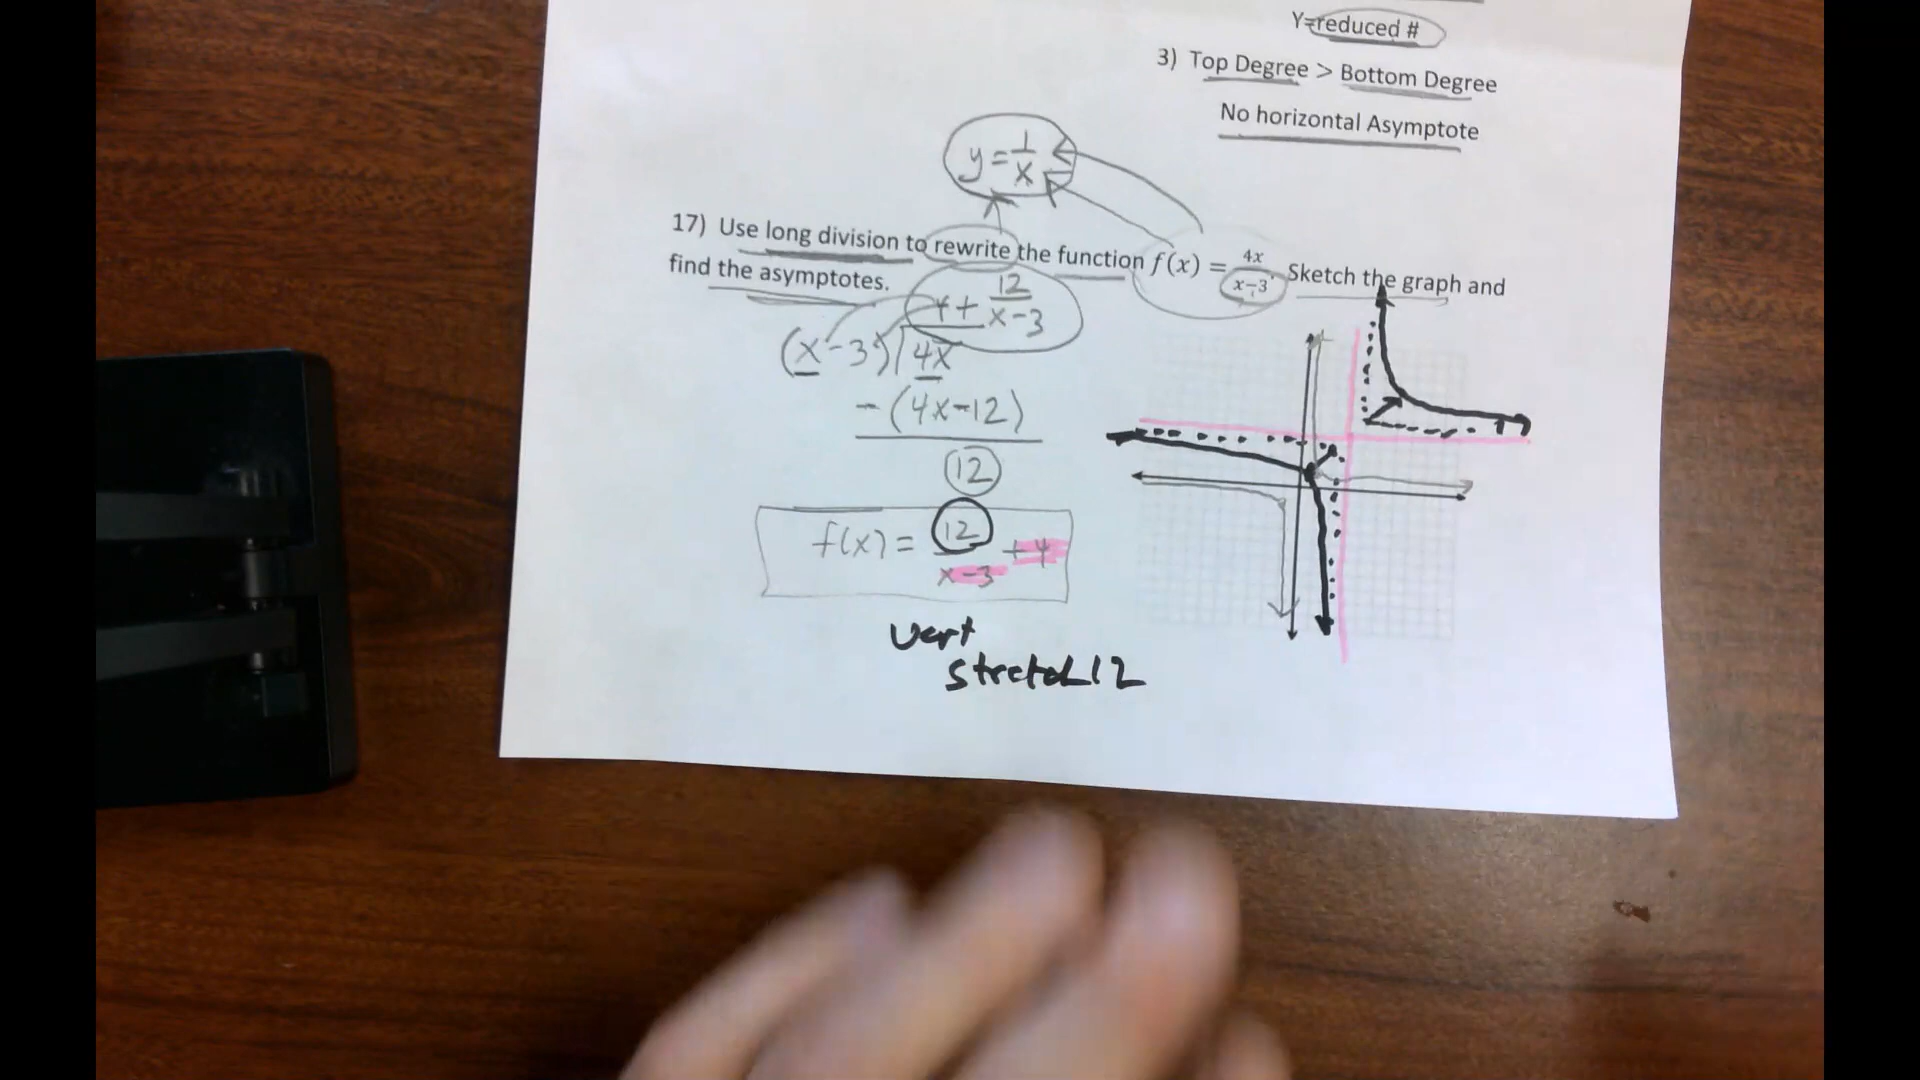 Y=reduced #
3) Top Degree > Bottom Degree
No horizontal Asymptote
y = 1/x
17) Use long division to rewrite the function f(x) = 4x/(x−3). Sketch the graph and
find the asymptotes.
4 + 12/(x−3)
(x−3) 4x
−(4x−12)
12
f(x) = 12/(x−3) +4
Vert
stretch 12